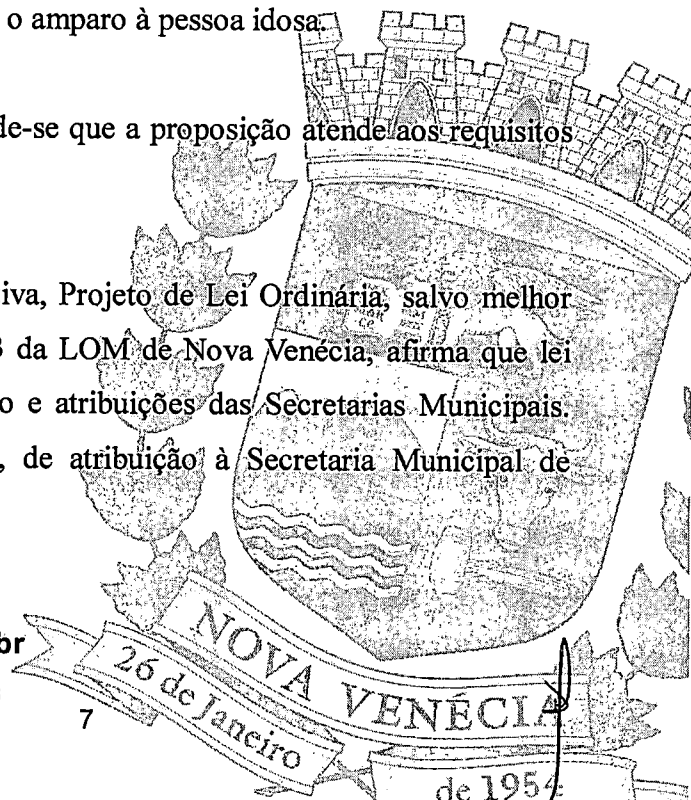 o amparo à pessoa idosa.
de-se que a proposição atende aos requisitos
iva, Projeto de Lei Ordinária, salvo melhor
da LOM de Nova Venécia, afirma que lei
o e atribuições das Secretarias Municipais.
, de atribuição à Secretaria Municipal de
br
7
NOVA VENÉCIA
26 de Janeiro
de 1954